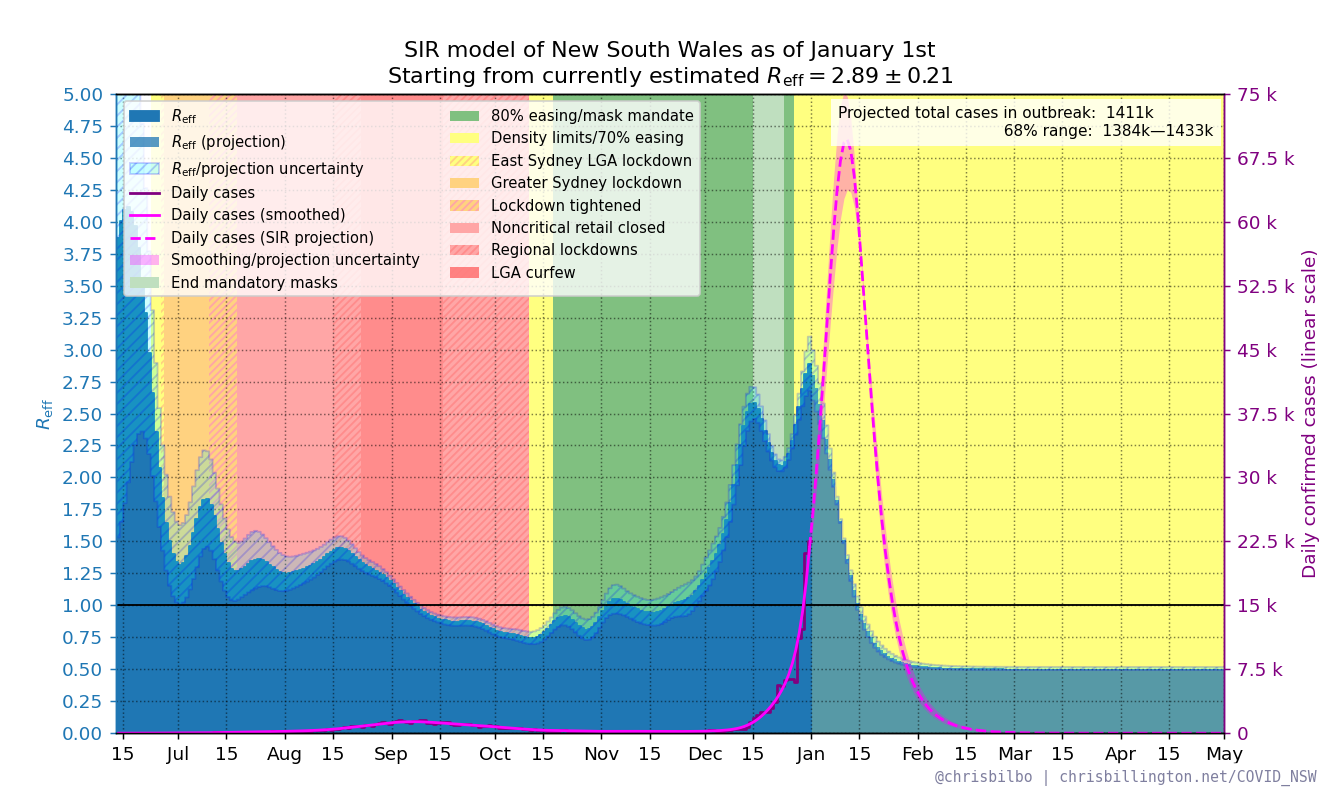 SIR model of New South Wales as of January 1st
Starting from currently estimated Reff = 2.89 ± 0.21
Reff
Reff (projection)
Reff/projection uncertainty
Daily cases
Daily cases (smoothed)
Daily cases (SIR projection)
Smoothing/projection uncertainty
End mandatory masks
80% easing/mask mandate
Density limits/70% easing
East Sydney LGA lockdown
Greater Sydney lockdown
Lockdown tightened
Noncritical retail closed
Regional lockdowns
LGA curfew
Projected total cases in outbreak: 1411k
68% range: 1384k—1433k
Reff
5.00
4.75
4.50
4.25
4.00
3.75
3.50
3.25
3.00
2.75
2.50
2.25
2.00
1.75
1.50
1.25
1.00
0.75
0.50
0.25
0.00
75 k
67.5 k
60 k
52.5 k
45 k
37.5 k
30 k
22.5 k
15 k
7.5 k
0
Daily confirmed cases (linear scale)
15 Jul 15 Aug 15 Sep 15 Oct 15 Nov 15 Dec 15 Jan 15 Feb 15 Mar 15 Apr 15 May
@chrisbilbo | chrisbillington.net/COVID_NSW